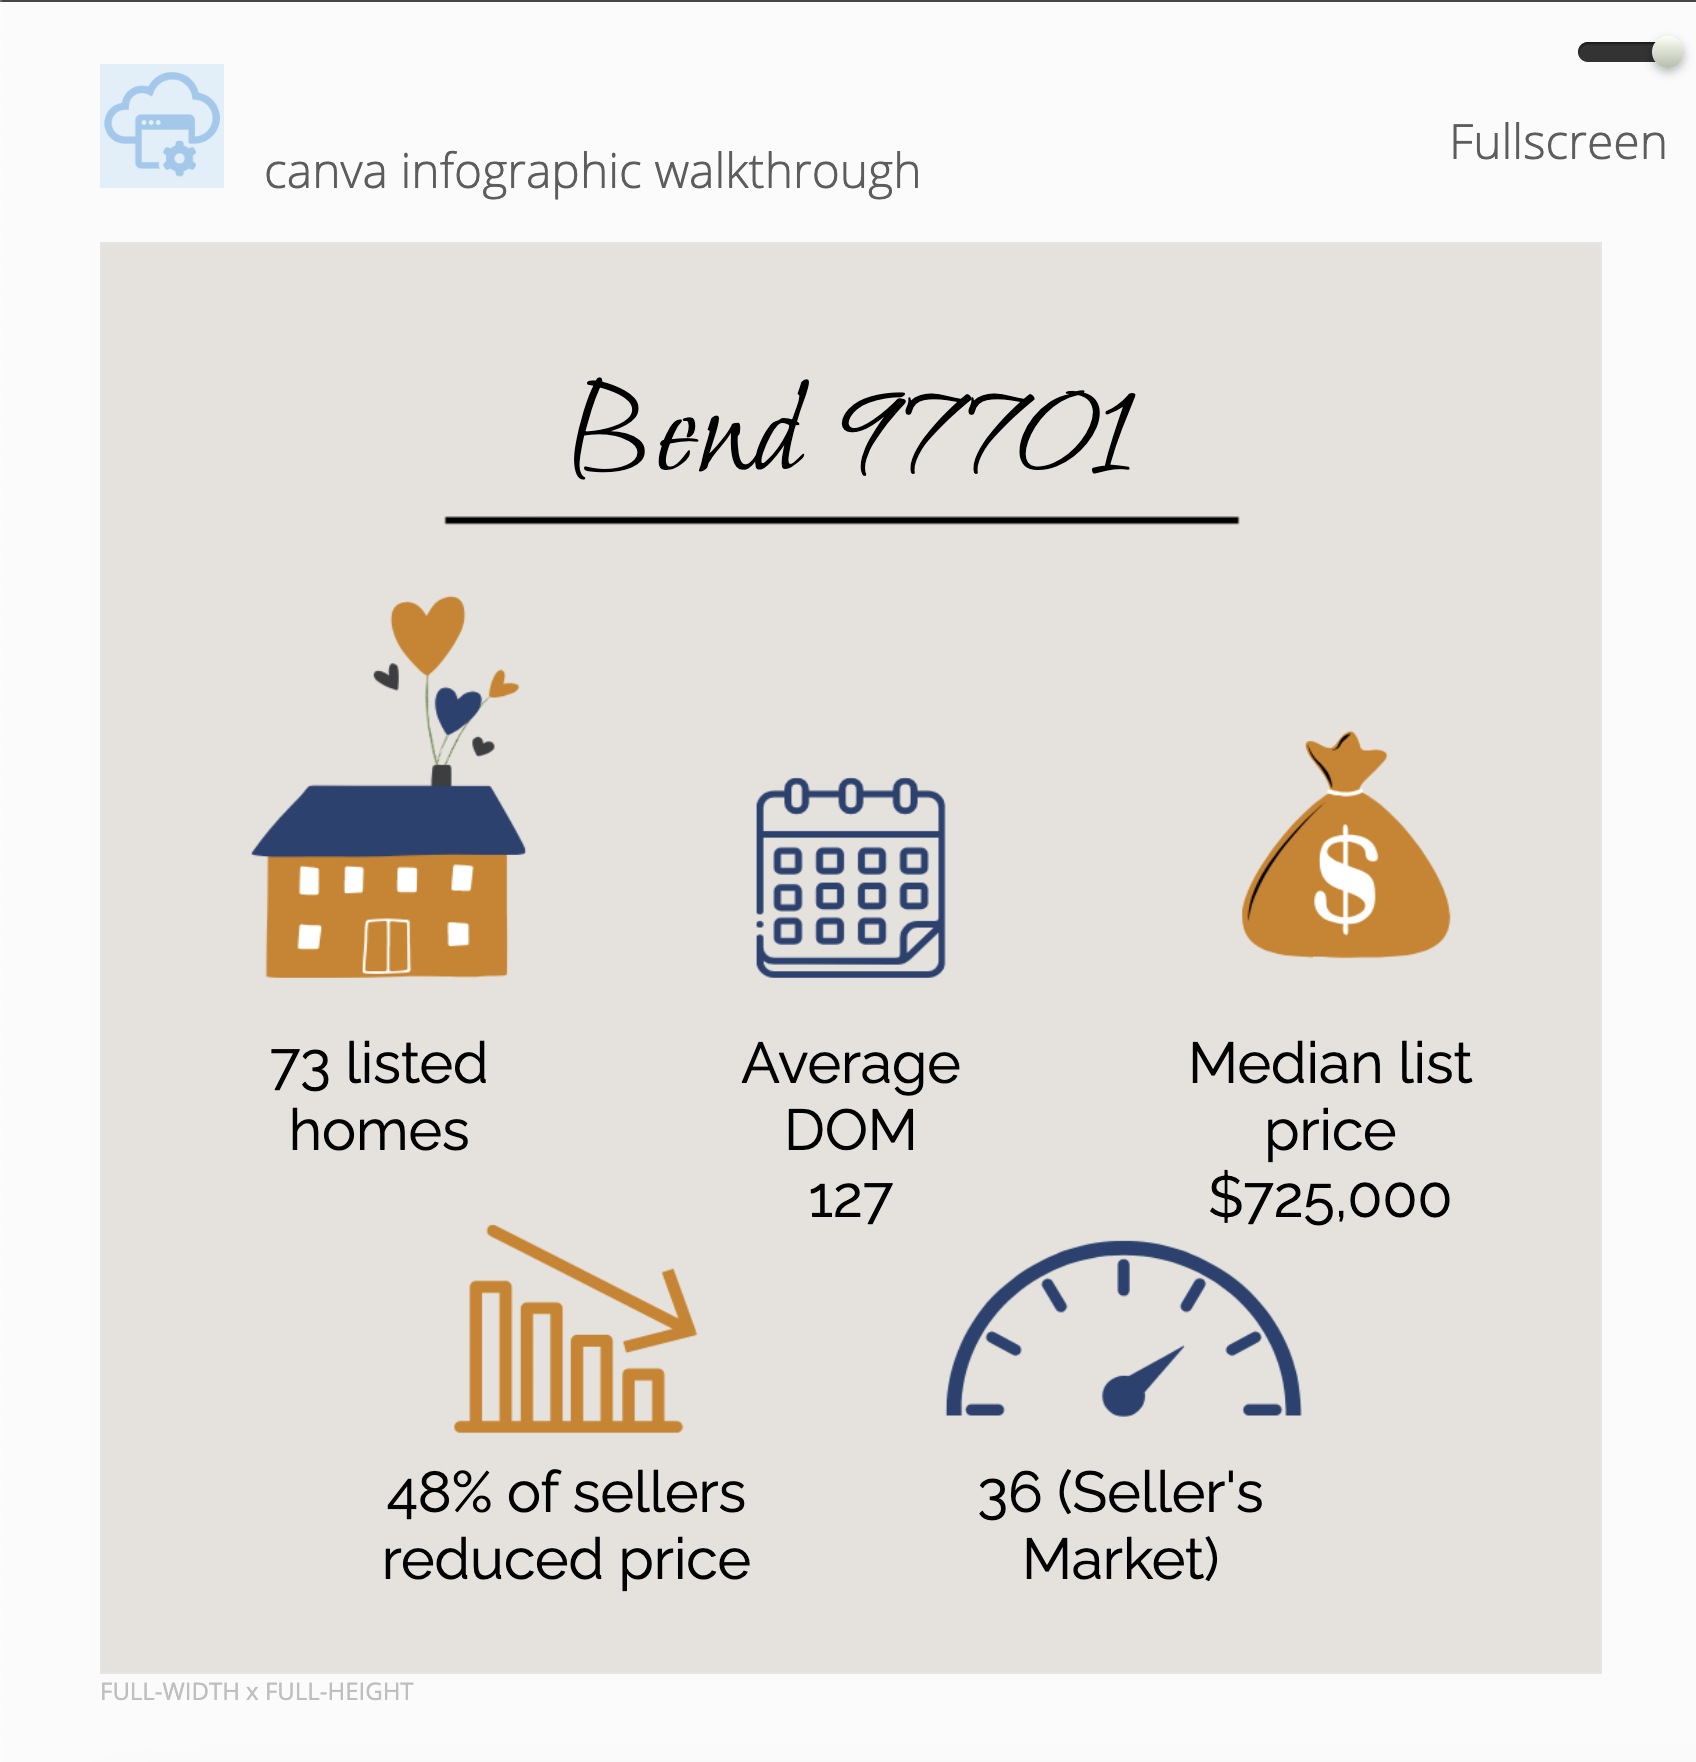 canva infographic walkthrough
Fullscreen
Bend 97701
73 listed
homes
Average
DOM
127
Median list
price
$725,000
$
48% of sellers
reduced price
36 (Seller's
Market)
FULL-WIDTH x FULL-HEIGHT